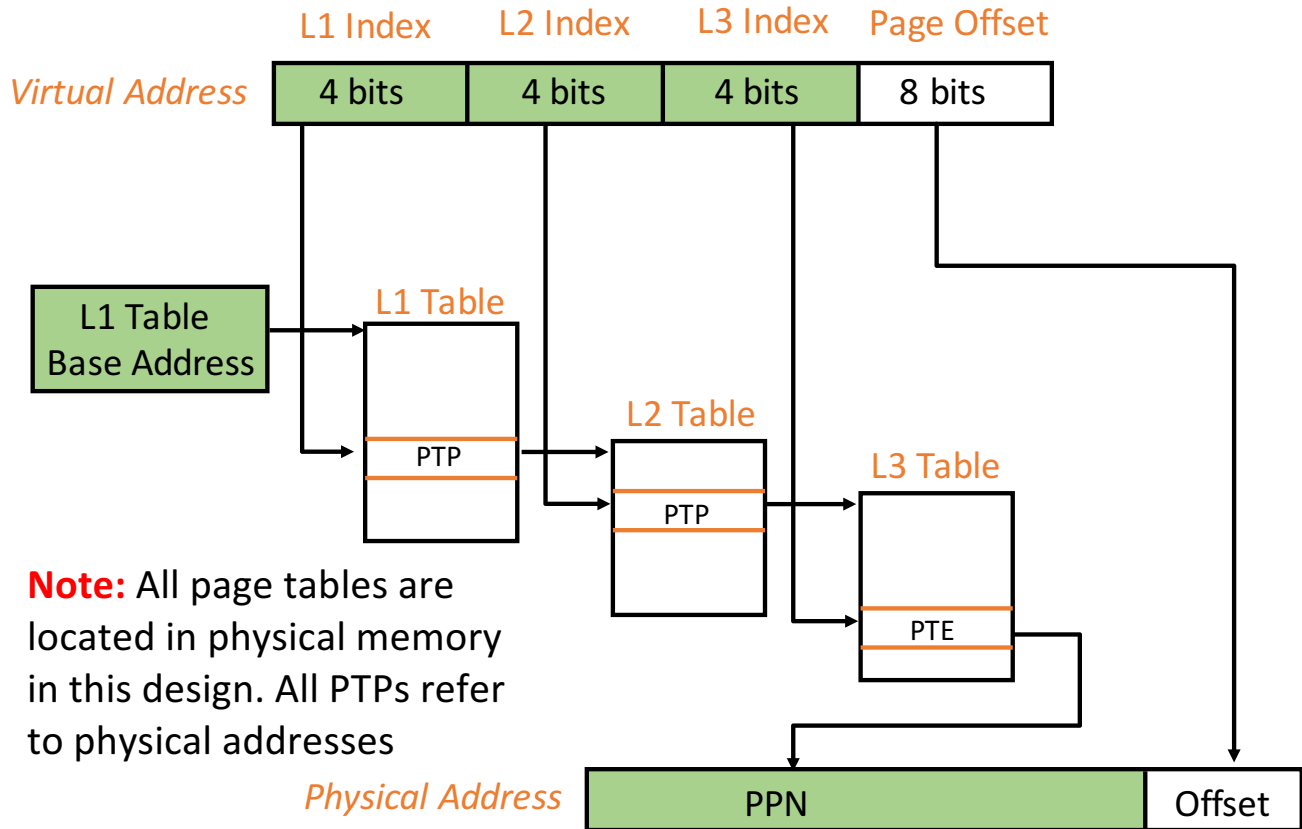 L1 Index L2 Index L3 Index Page Offset
Virtual Address 4 bits 4 bits 4 bits 8 bits
L1 Table
Base Address
L1 Table
PTP
L2 Table
PTP
L3 Table
PTE
Note: All page tables are
located in physical memory
in this design. All PTPs refer
to physical addresses
Physical Address PPN Offset